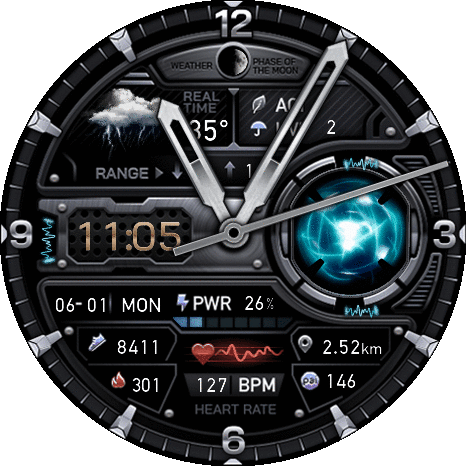 12
WEATHER
PHASE OF
THE MOON
REAL
TIME
35°
2
RANGE
9
11:05
3
06-01 MON PWR 26%
8411
2.52km
301
127 BPM
pai 146
HEART RATE
6